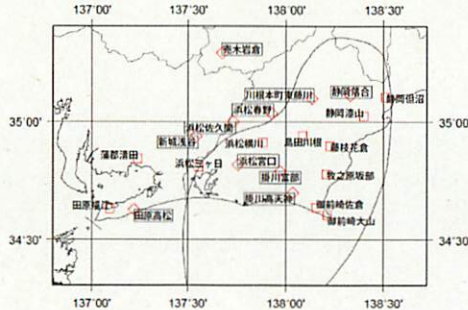 137°00' 137°30' 138°00' 138°30'
売木岩倉
川根本町東藤川 静岡落合 静岡但沼
浜松春野 静岡漆山
35°00' 浜松佐久間 35°00'
新城浅谷 浜松横川 島田川根 藤枝花倉
蒲郡清田 浜松三ヶ日 浜松宮口
掛川富部 牧之原坂部
田原福江 掛川高天神 御前崎佐倉
田原高松 御前崎大山
34°30' 34°30'
137°00' 137°30' 138°00' 138°30'